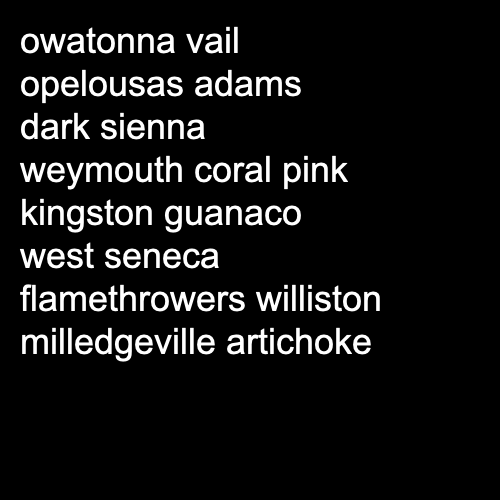 owatonna vail
opelousas adams
dark sienna
weymouth coral pink
kingston guanaco
west seneca
flamethrowers williston
milledgeville artichoke